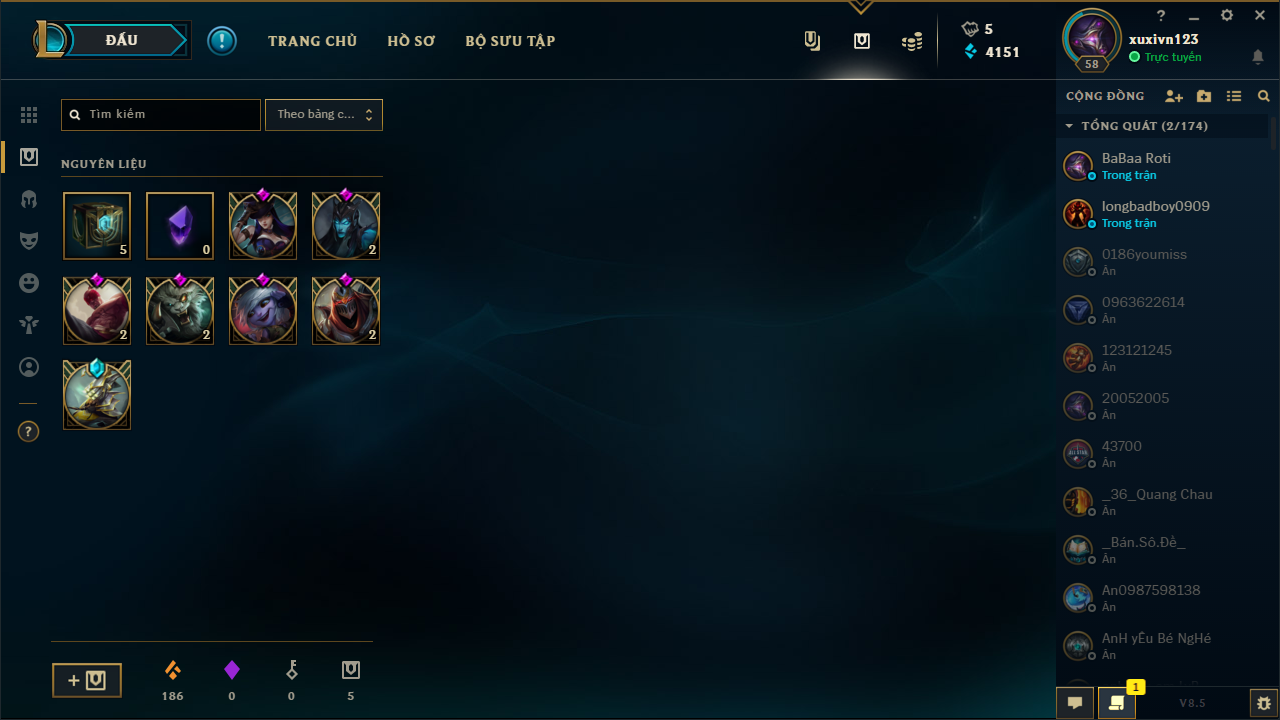 ĐẤU
TRANG CHỦ
HỒ SƠ
BỘ SƯU TẬP
5
4151
58
xuxivn123
Trực tuyến
Tìm kiếm
Theo bảng c...
NGUYÊN LIỆU
5
0
2
2
2
2
186
0
0
5
CỘNG ĐỒNG
TỔNG QUÁT (2/174)
BaBaa Roti
Trong trận
longbadboy0909
Trong trận
0186youmiss
Ẩn
0963622614
Ẩn
123121245
Ẩn
20052005
Ẩn
43700
Ẩn
_36_Quang Chau
Ẩn
_Bán.Sô.Đề_
Ẩn
An0987598138
Ẩn
AnH yÊu Bé NgHé
Ẩn
1
V8.5